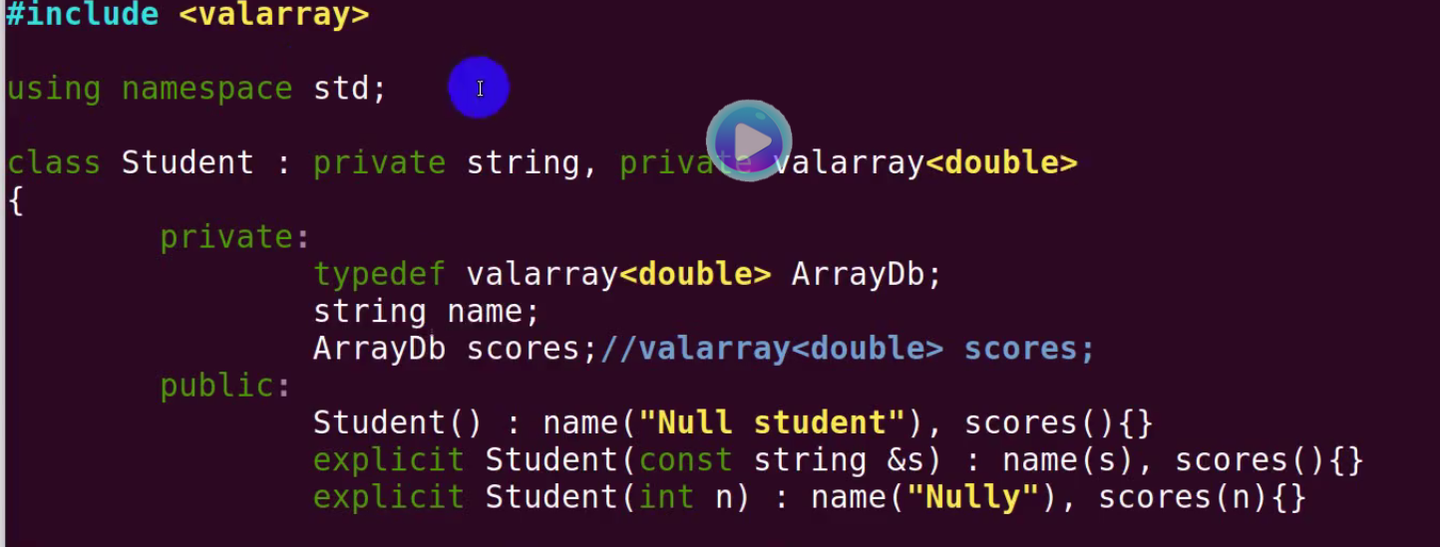 #include <valarray>
using namespace std;
class Student : private string, private valarray<double>
{
private:
typedef valarray<double> ArrayDb;
string name;
ArrayDb scores;//valarray<double> scores;
public:
Student() : name("Null student"), scores(){}
explicit Student(const string &s) : name(s), scores(){}
explicit Student(int n) : name("Nully"), scores(n){}